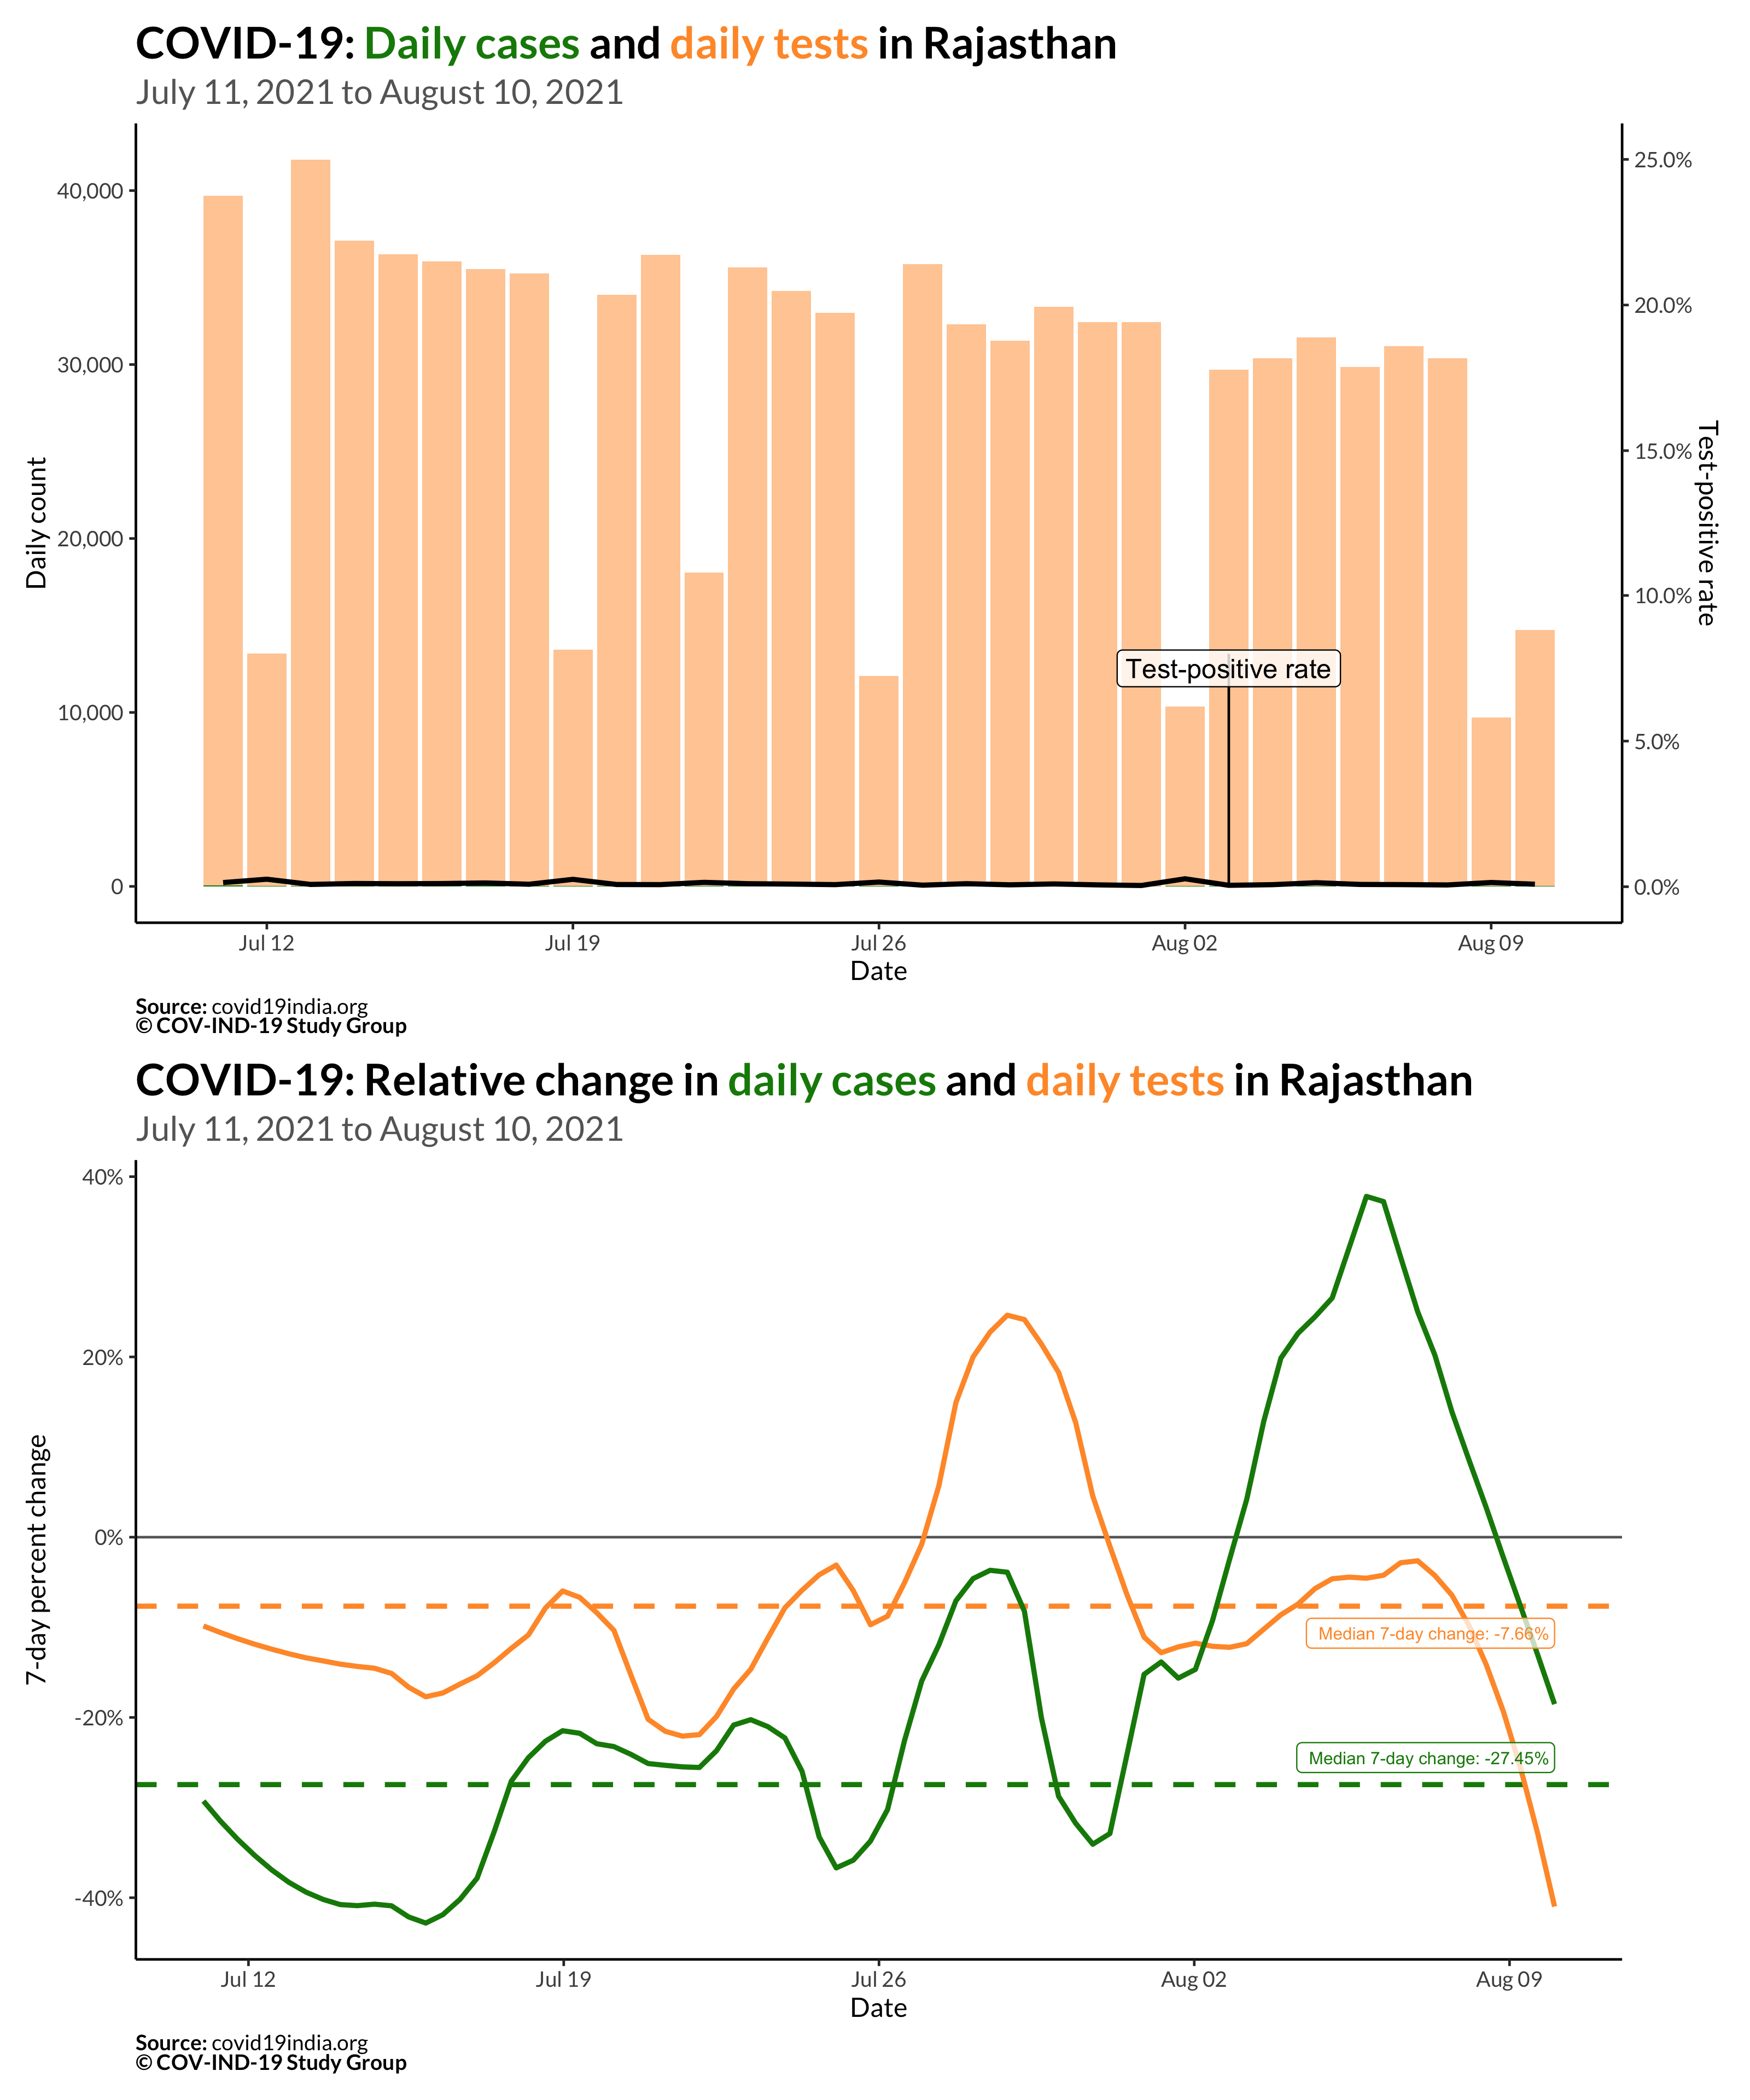 COVID-19: Daily cases and daily tests in Rajasthan
July 11, 2021 to August 10, 2021
40,000
30,000
20,000
10,000
0
Daily count
25.0%
20.0%
15.0%
10.0%
5.0%
0.0%
Test-positive rate
Test-positive rate
Jul 12
Jul 19
Jul 26
Aug 02
Aug 09
Date
Source: covid19india.org
© COV-IND-19 Study Group
COVID-19: Relative change in daily cases and daily tests in Rajasthan
July 11, 2021 to August 10, 2021
40%
20%
0%
-20%
-40%
7-day percent change
Median 7-day change: -7.66%
Median 7-day change: -27.45%
Jul 12
Jul 19
Jul 26
Aug 02
Aug 09
Date
Source: covid19india.org
© COV-IND-19 Study Group